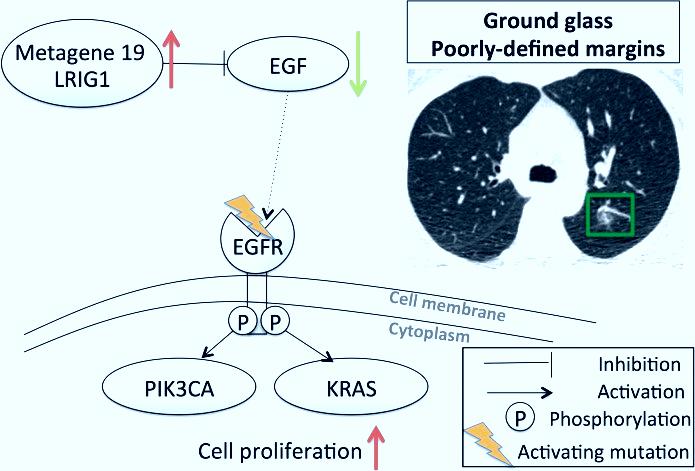 Metagene 19
LRIG1
EGF
Ground glass
Poorly-defined margins
EGFR
Cell membrane
Cytoplasm
P P
PIK3CA
KRAS
Cell proliferation
Inhibition
Activation
P Phosphorylation
Activating mutation